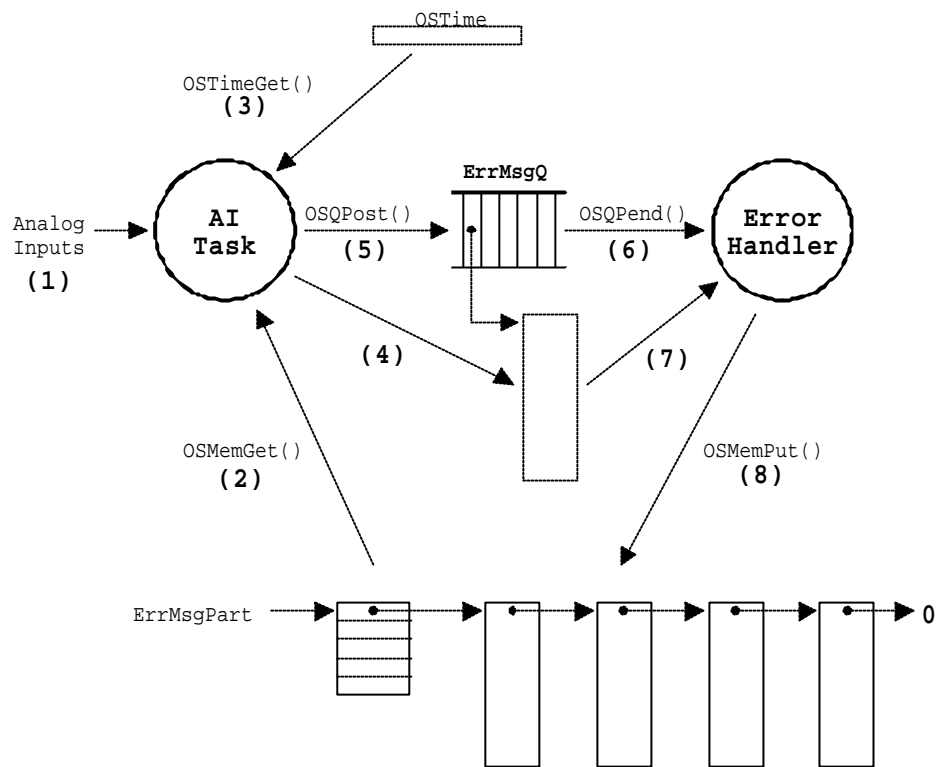 OSTime
OSTimeGet()
(3)
ErrMsgQ
Analog
Inputs
(1)
AI
Task
OSQPost()
(5)
OSQPend()
(6)
Error
Handler
(4)
(7)
OSMemGet()
(2)
OSMemPut()
(8)
ErrMsgPart
0